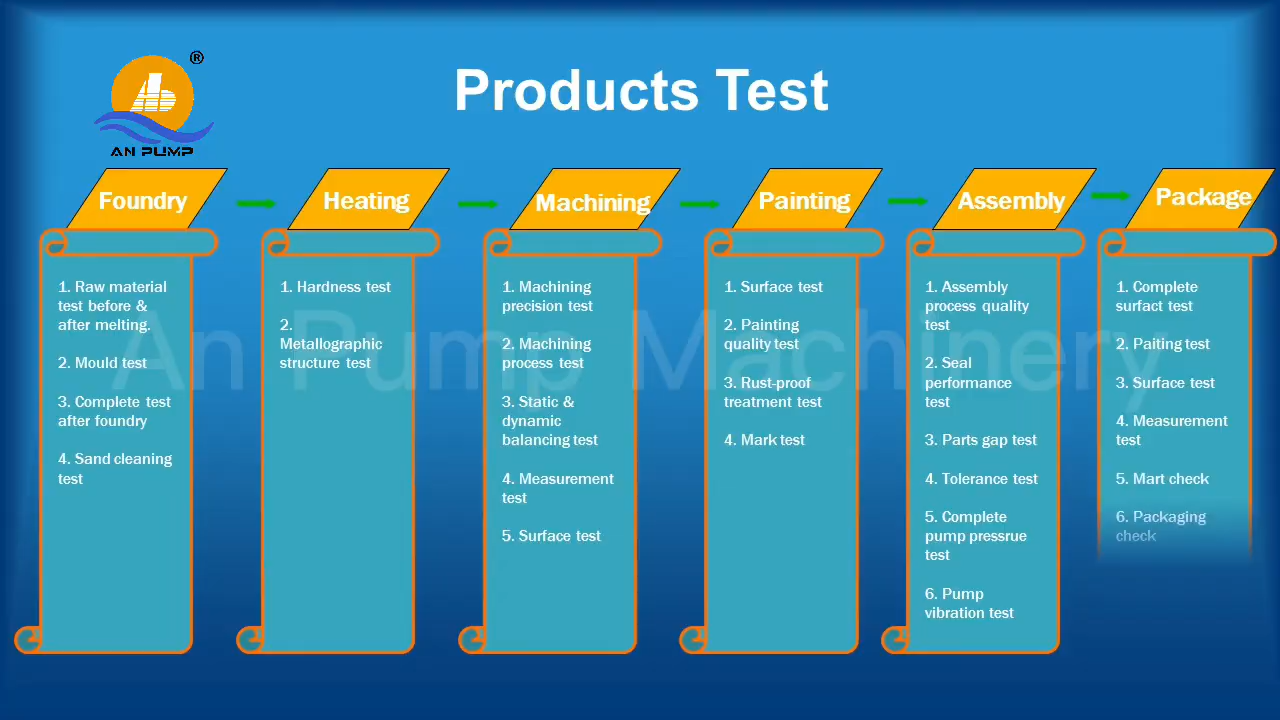 ®
AN PUMP
Products Test
Foundry
Heating
Machining
Painting
Assembly
Package
1. Raw material
test before &
after melting.
2. Mould test
3. Complete test
after foundry
4. Sand cleaning
test
1. Hardness test
2.
Metallographic
structure test
1. Machining
precision test
2. Machining
process test
3. Static &
dynamic
balancing test
4. Measurement
test
5. Surface test
1. Surface test
2. Painting
quality test
3. Rust-proof
treatment test
4. Mark test
1. Assembly
process quality
test
2. Seal
performance
test
3. Parts gap test
4. Tolerance test
5. Complete
pump pressrue
test
6. Pump
vibration test
1. Complete
surfact test
2. Paiting test
3. Surface test
4. Measurement
test
5. Mart check
6. Packaging
check
An Pump Machinery